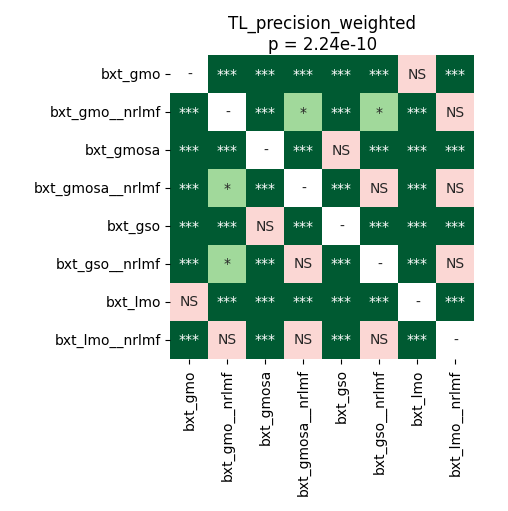 TL_precision_weighted
p = 2.24e-10
bxt_gmo - *** *** *** *** *** NS ***
bxt_gmo__nrlmf *** - *** * *** * *** NS
bxt_gmosa *** *** - *** NS *** *** ***
bxt_gmosa__nrlmf *** * *** - *** NS *** NS
bxt_gso *** *** NS *** - *** *** ***
bxt_gso__nrlmf *** * *** NS *** - *** NS
bxt_lmo NS *** *** *** *** *** - ***
bxt_lmo__nrlmf *** NS *** NS *** NS *** -
bxt_gmo
bxt_gmo__nrlmf
bxt_gmosa
bxt_gmosa__nrlmf
bxt_gso
bxt_gso__nrlmf
bxt_lmo
bxt_lmo__nrlmf